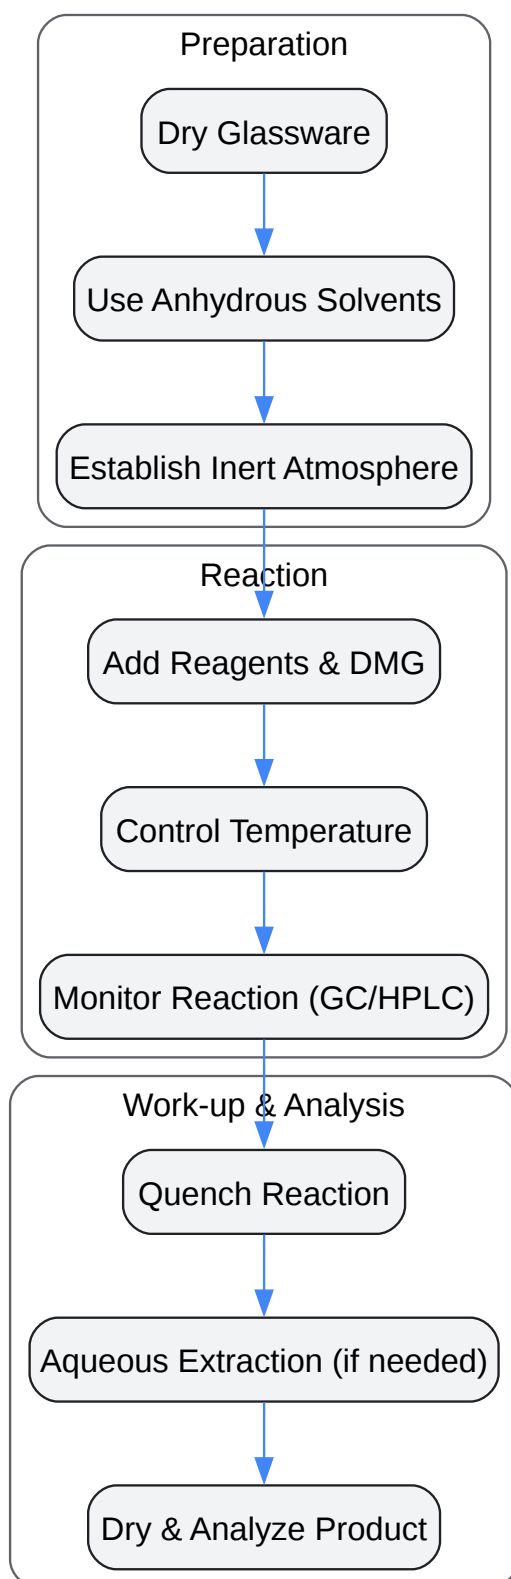 Preparation
Dry Glassware
Use Anhydrous Solvents
Establish Inert Atmosphere
Reaction
Add Reagents & DMG
Control Temperature
Monitor Reaction (GC/HPLC)
Work-up & Analysis
Quench Reaction
Aqueous Extraction (if needed)
Dry & Analyze Product